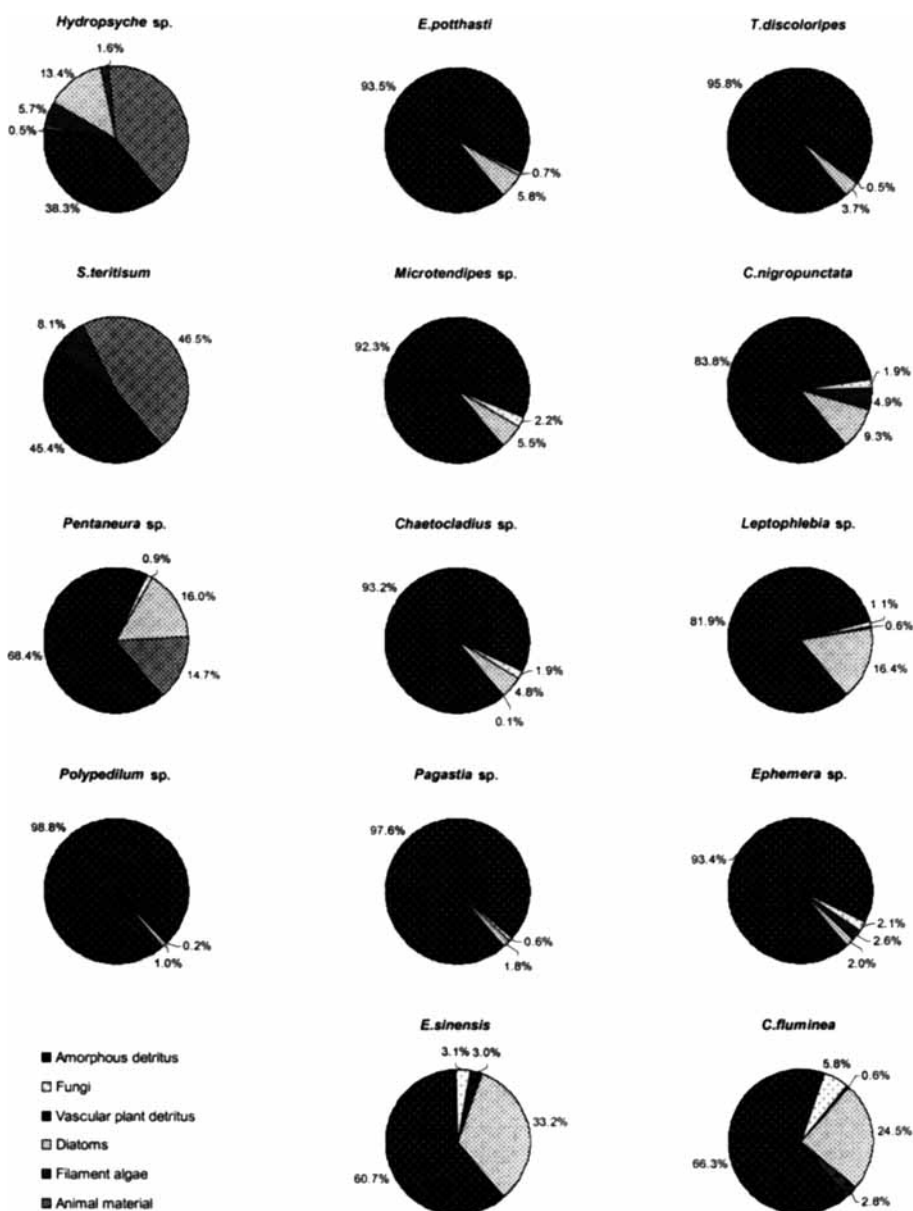 Hydropsyche sp.
1.6%
13.4%
5.7%
0.5%
38.3%
E.potthasti
93.5%
0.7%
5.8%
T.discoloripes
95.8%
0.5%
3.7%
S.teritisum
8.1%
46.5%
45.4%
Microtendipes sp.
92.3%
2.2%
5.5%
C.nigropunctata
83.8%
1.9%
4.9%
9.3%
Pentaneura sp.
0.9%
16.0%
68.4%
14.7%
Chaetocladius sp.
93.2%
1.9%
4.8%
0.1%
Leptophlebia sp.
81.9%
1.1%
0.6%
16.4%
Polypedilum sp.
98.8%
0.2%
1.0%
Pagastia sp.
97.6%
0.6%
1.8%
Ephemera sp.
93.4%
2.1%
2.6%
2.0%
Amorphous detritus
Fungi
Vascular plant detritus
Diatoms
Filament algae
Animal material
E.sinensis
3.1%
3.0%
33.2%
60.7%
C.fluminea
5.8%
0.6%
24.5%
66.3%
2.8%